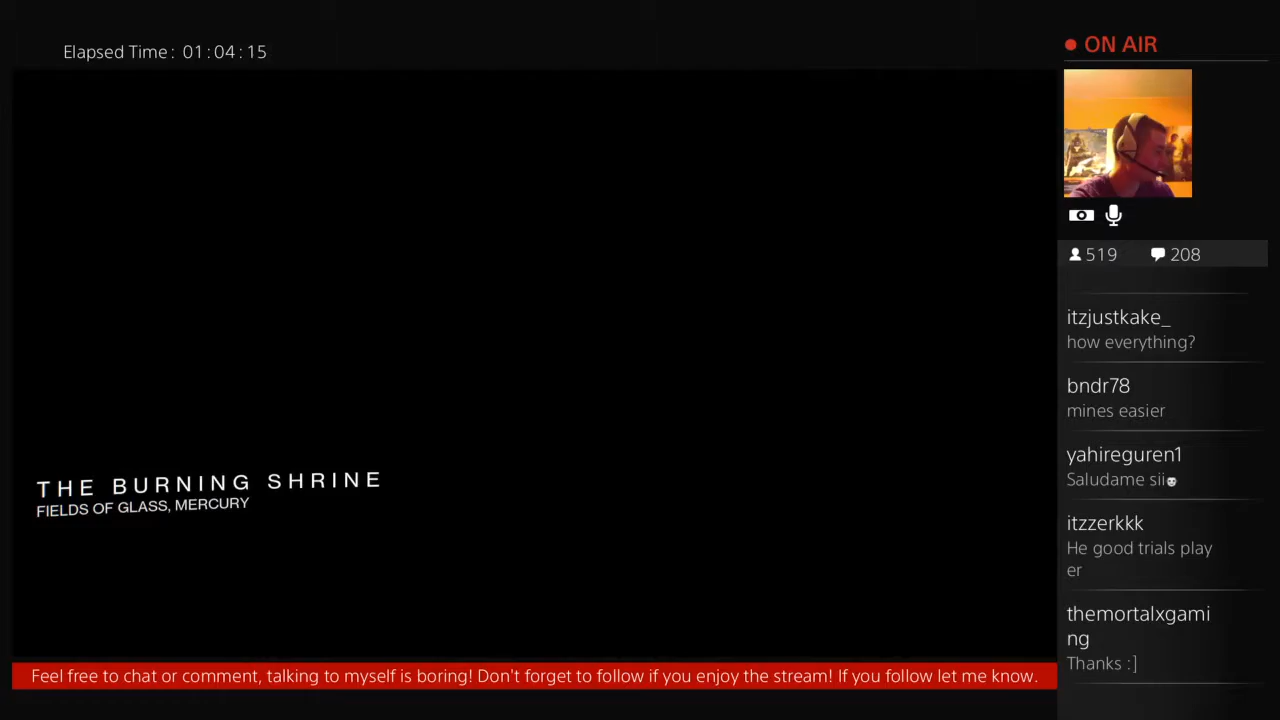 Elapsed Time: 01:04:15
ON AIR
519 208
itzjustkake_
how everything?
bndr78
mines easier
yahireguren1
Saludame sii💀
itzzerkkk
He good trials play
er
themortalxgami
ng
Thanks :]
THE BURNING SHRINE
FIELDS OF GLASS, MERCURY
Feel free to chat or comment, talking to myself is boring! Don't forget to follow if you enjoy the stream! If you follow let me know.